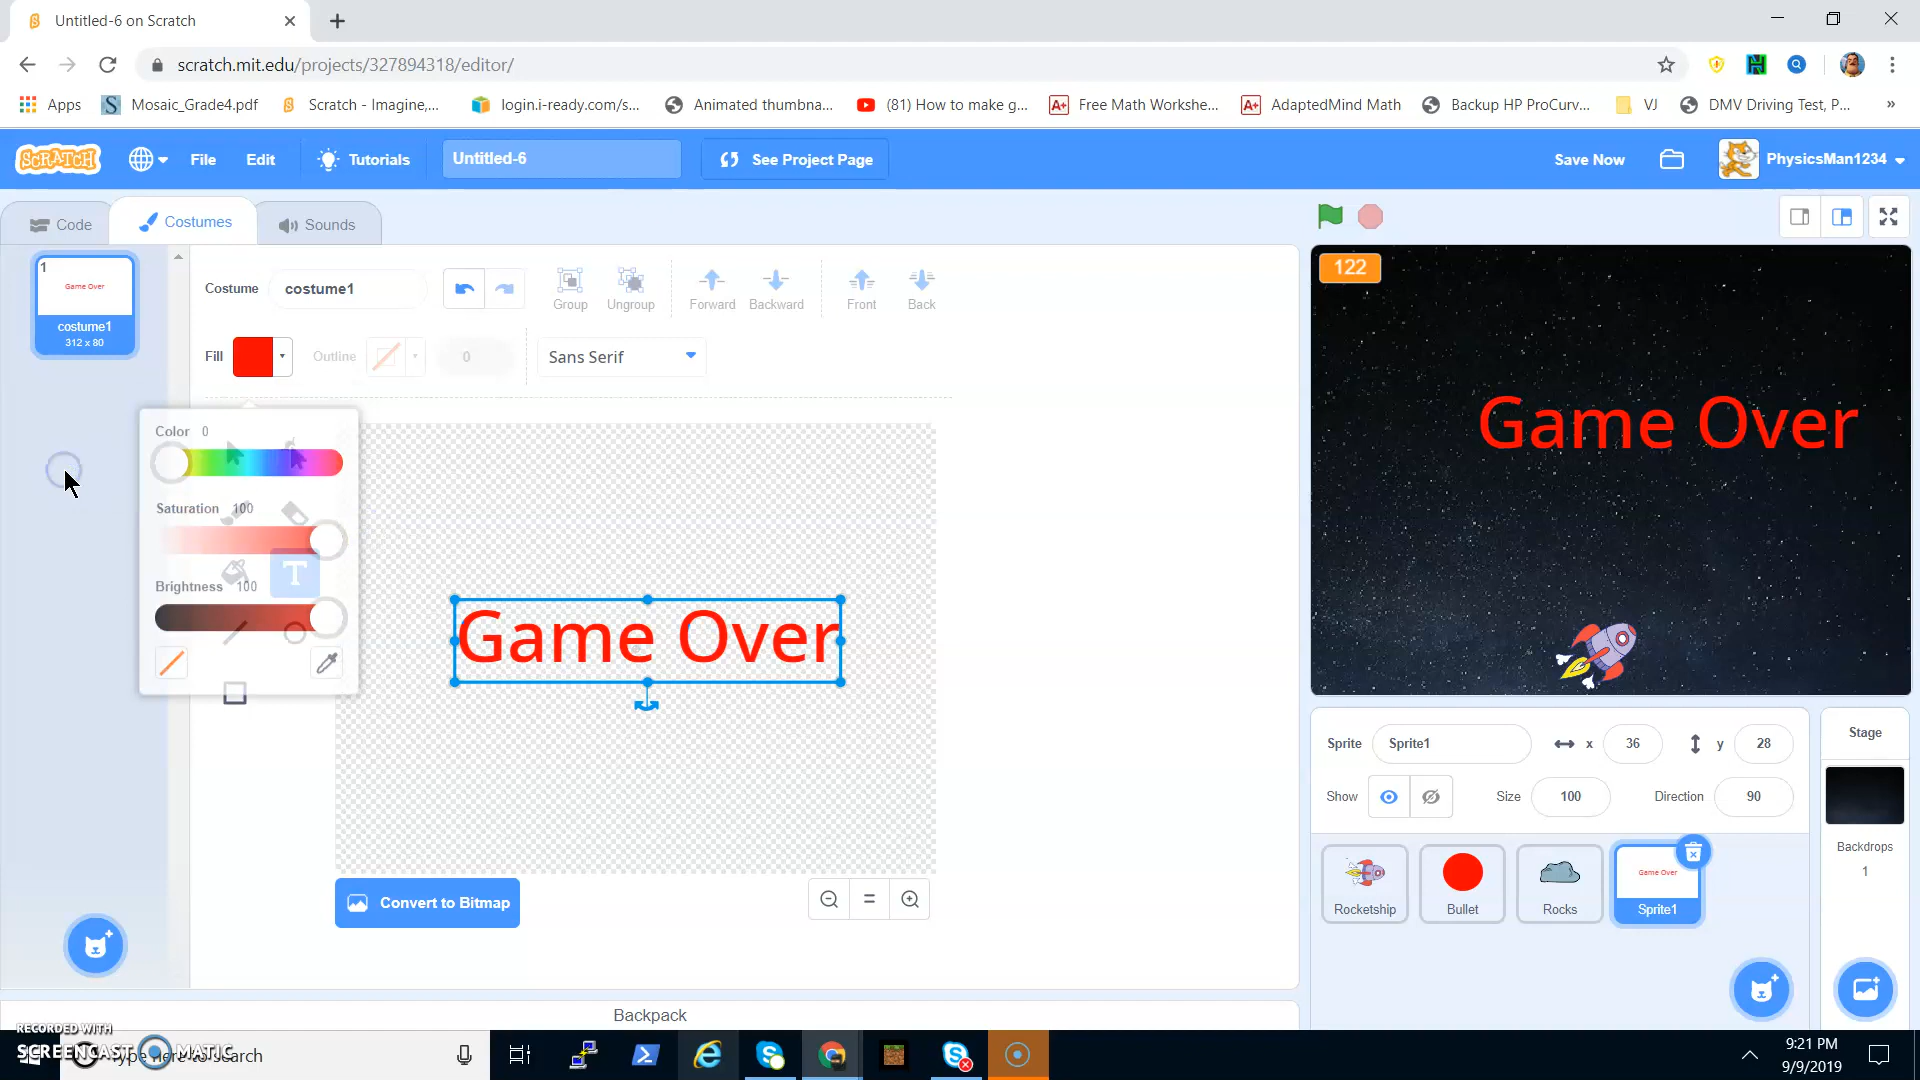 Untitled-6 on Scratch
scratch.mit.edu/projects/327894318/editor/
Apps
Mosaic_Grade4.pdf
Scratch - Imagine,...
login.i-ready.com/s...
Animated thumbna...
(81) How to make g...
Free Math Workshe...
AdaptedMind Math
Backup HP ProCurv...
VJ
DMV Driving Test, P...
»
SCRATCH
File
Edit
Tutorials
Untitled-6
See Project Page
Save Now
PhysicsMan1234
Code
Costumes
Sounds
1
Game Over
costume1
312 x 80
Costume
costume1
Group
Ungroup
Forward
Backward
Front
Back
Fill
Outline
0
Sans Serif
Color 0
Saturation 100
Brightness 100
T
Game Over
Convert to Bitmap
122
Game Over
Sprite
Sprite1
x
36
y
28
Show
Size
100
Direction
90
Rocketship
Bullet
Rocks
Game Over
Sprite1
Stage
Backdrops
1
Backpack
RECORDED WITH
SCREENCAST MATIC
Type here to search
9:21 PM
9/9/2019